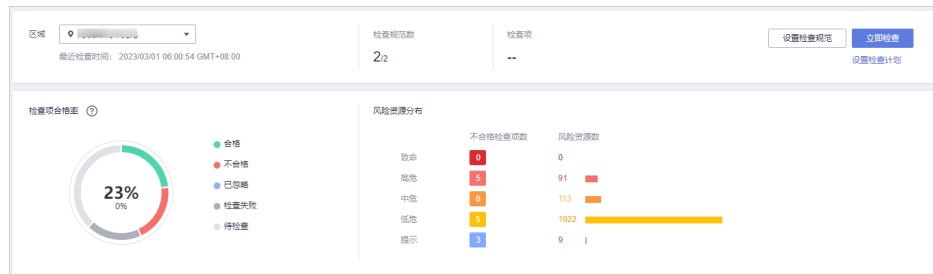 区域
最近检查时间： 2023/03/01 06:00:54 GMT+08:00
检查规范数
2/2
检查项
--
设置检查规范
立即检查
设置检查计划
检查项合格率 ?
23%
0%
合格
不合格
已忽略
检查失败
待检查
风险资源分布
不合格检查项数 风险资源数
致命 0 0
高危 5 91
中危 6 113
低危 5 1022
提示 3 9